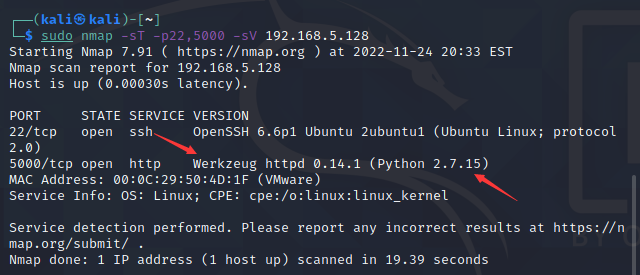 (kali㉿kali)-[~]
$ sudo nmap -sT -p22,5000 -sV 192.168.5.128
Starting Nmap 7.91 ( https://nmap.org ) at 2022-11-24 20:33 EST
Nmap scan report for 192.168.5.128
Host is up (0.00030s latency).
PORT     STATE SERVICE VERSION
22/tcp   open  ssh     OpenSSH 6.6p1 Ubuntu 2ubuntu1 (Ubuntu Linux; protocol
2.0)
5000/tcp open  http    Werkzeug httpd 0.14.1 (Python 2.7.15)
MAC Address: 00:0C:29:50:4D:1F (VMware)
Service Info: OS: Linux; CPE: cpe:/o:linux:linux_kernel
Service detection performed. Please report any incorrect results at https://n
map.org/submit/ .
Nmap done: 1 IP address (1 host up) scanned in 19.39 seconds